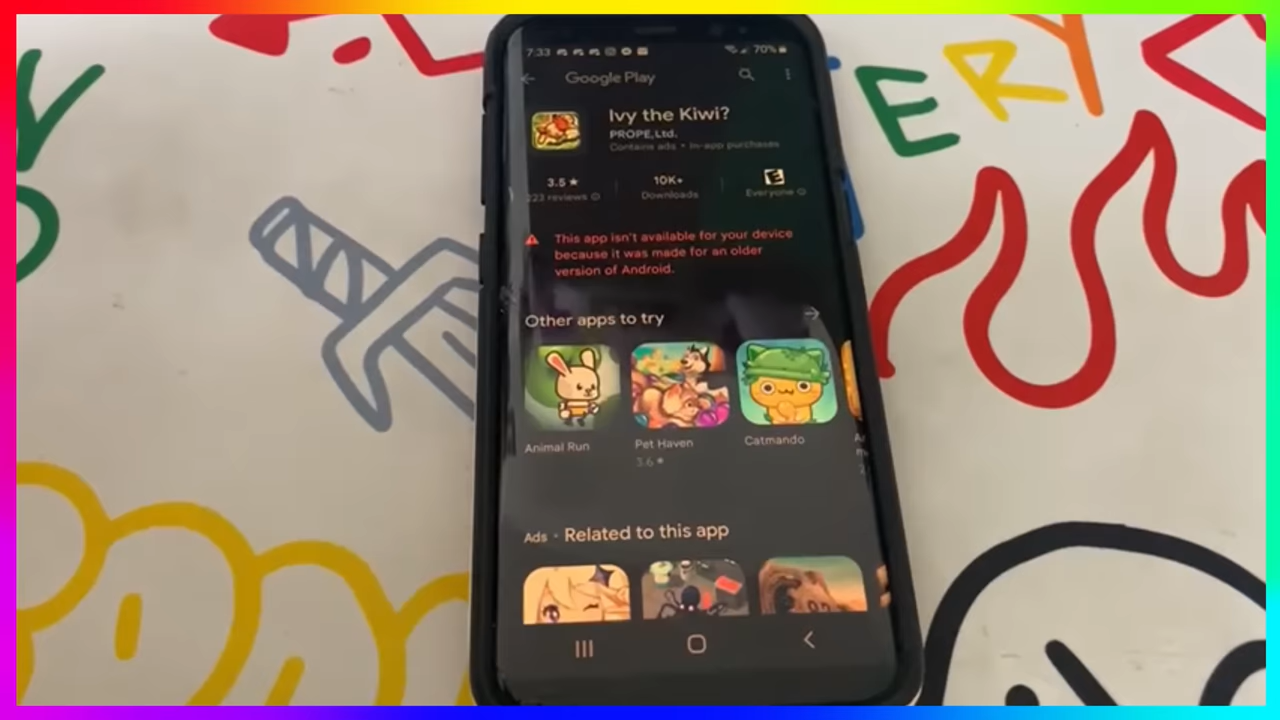 7:33
70%
Google Play
Ivy the Kiwi?
PROPE,Ltd.
Contains ads • In-app purchases
3.5★
10K+
E
223 reviews
Downloads
Everyone
This app isn't available for your device
because it was made for an older
version of Android.
Other apps to try
Animal Run
Pet Haven
Catmando
3.6★
Ads • Related to this app
ERY